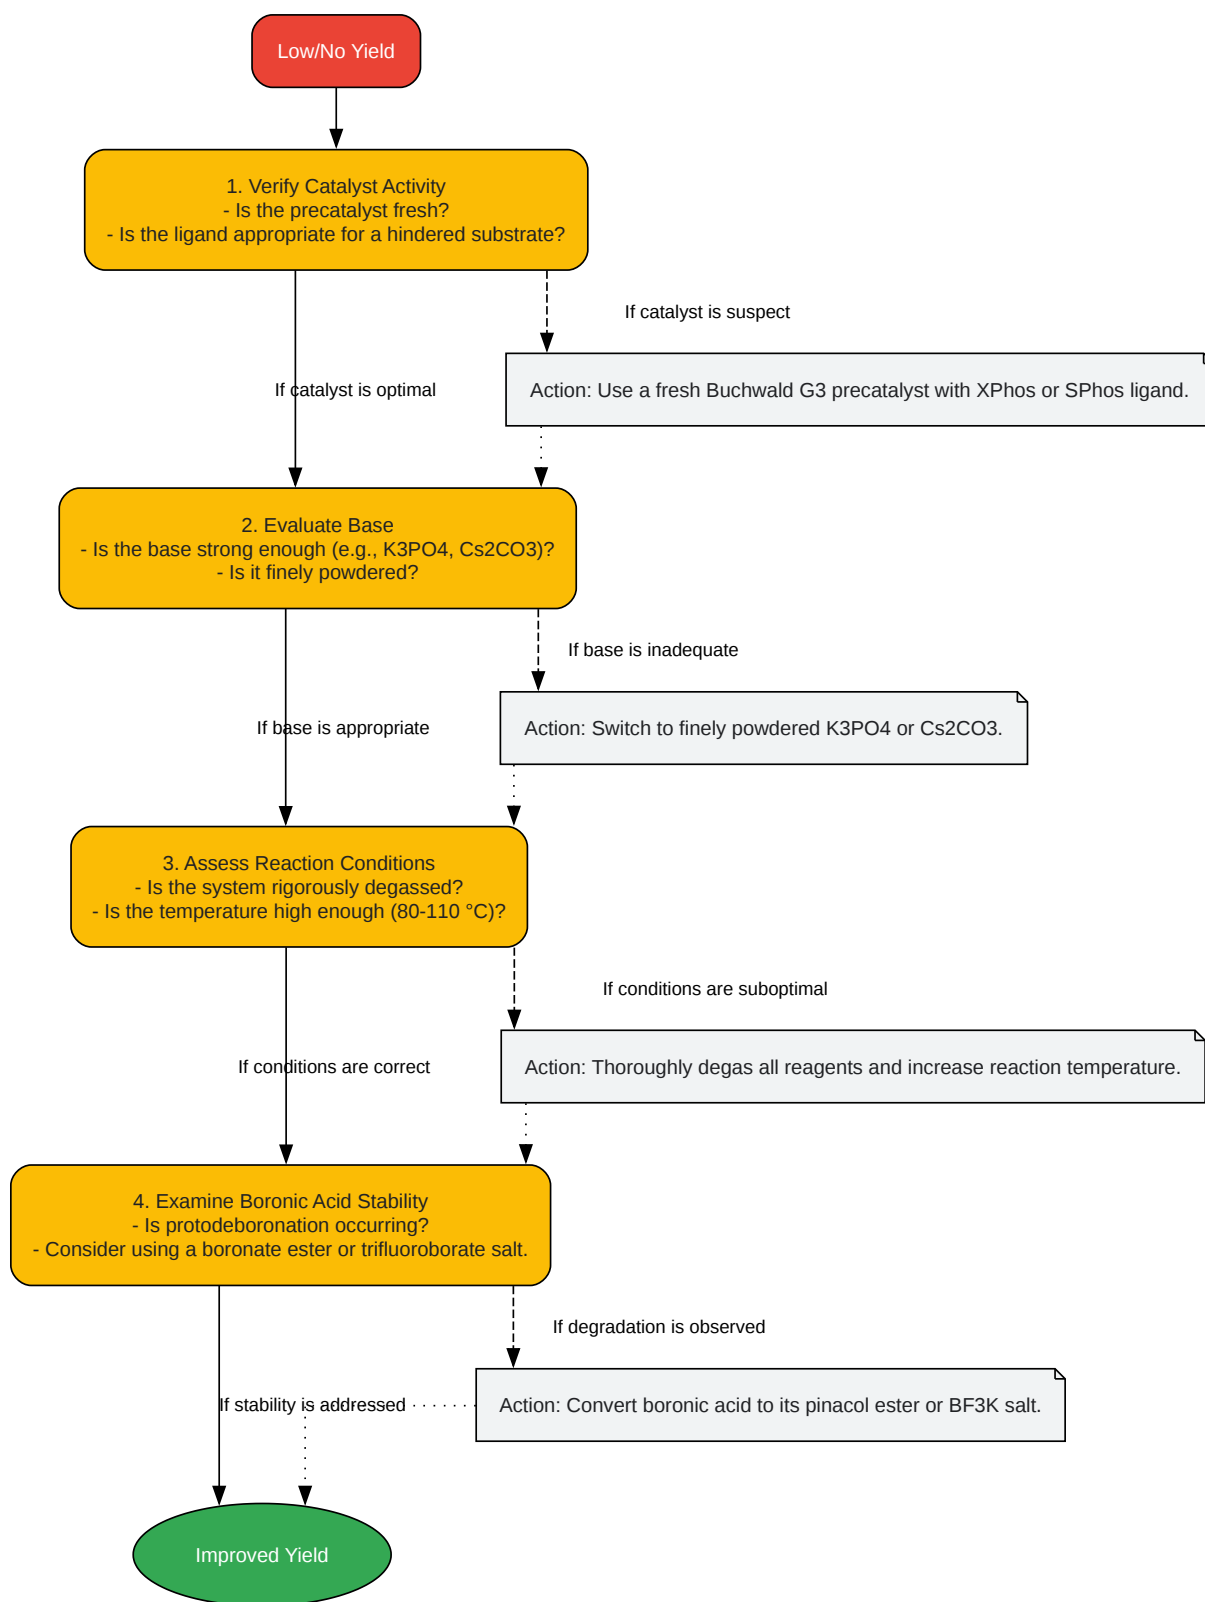 Low/No Yield
1. Verify Catalyst Activity
- Is the precatalyst fresh?
- Is the ligand appropriate for a hindered substrate?
If catalyst is suspect
If catalyst is optimal
Action: Use a fresh Buchwald G3 precatalyst with XPhos or SPhos ligand.
2. Evaluate Base
- Is the base strong enough (e.g., K3PO4, Cs2CO3)?
- Is it finely powdered?
If base is inadequate
If base is appropriate
Action: Switch to finely powdered K3PO4 or Cs2CO3.
3. Assess Reaction Conditions
- Is the system rigorously degassed?
- Is the temperature high enough (80-110 °C)?
If conditions are suboptimal
If conditions are correct
Action: Thoroughly degas all reagents and increase reaction temperature.
4. Examine Boronic Acid Stability
- Is protodeboronation occurring?
- Consider using a boronate ester or trifluoroborate salt.
If degradation is observed
If stability is addressed
Action: Convert boronic acid to its pinacol ester or BF3K salt.
Improved Yield